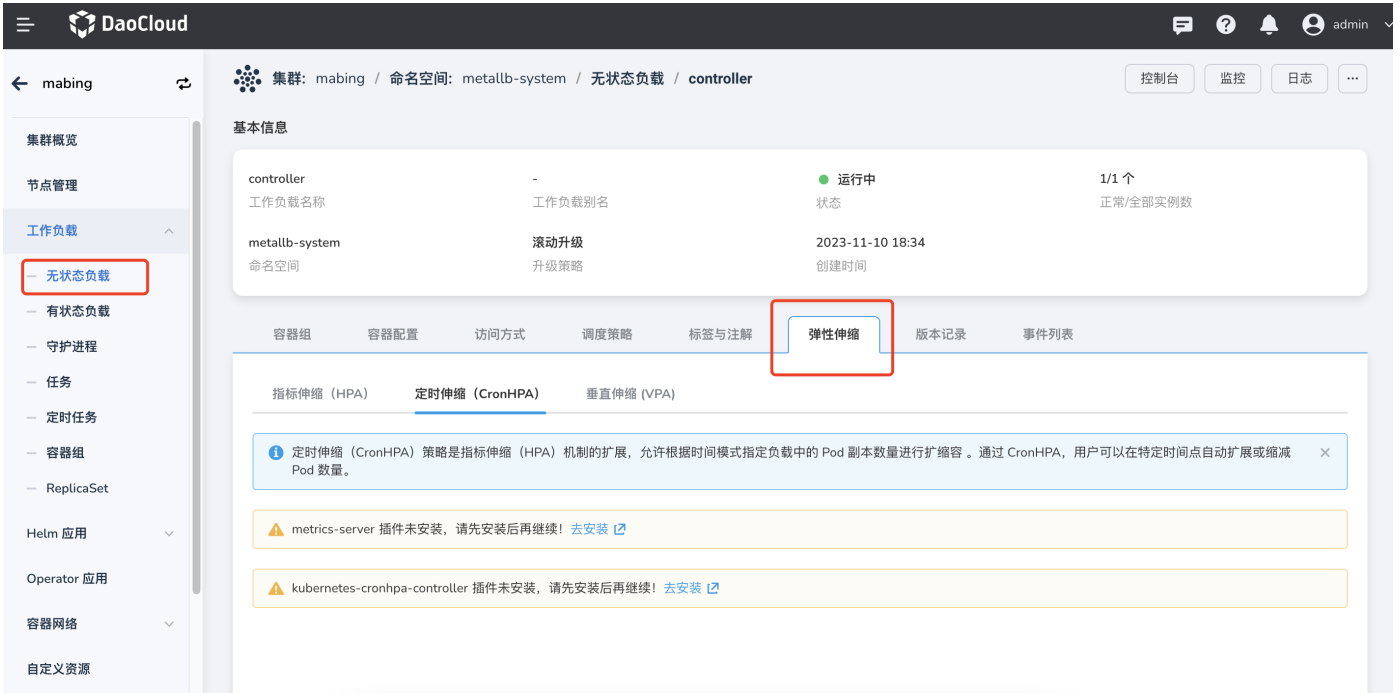 DaoCloud
admin
mabing
集群: mabing / 命名空间: metallb-system / 无状态负载 / controller
控制台
监控
日志
...
集群概览
节点管理
工作负载
无状态负载
有状态负载
守护进程
任务
定时任务
容器组
ReplicaSet
Helm 应用
Operator 应用
容器网络
自定义资源
基本信息
controller
工作负载名称
-
工作负载别名
运行中
状态
1/1 个
正常/全部实例数
metallb-system
命名空间
滚动升级
升级策略
2023-11-10 18:34
创建时间
容器组 容器配置 访问方式 调度策略 标签与注解 弹性伸缩 版本记录 事件列表
指标伸缩（HPA） 定时伸缩（CronHPA） 垂直伸缩 (VPA)
定时伸缩（CronHPA）策略是指标伸缩（HPA）机制的扩展，允许根据时间模式指定负载中的 Pod 副本数量进行扩缩容 。通过 CronHPA，用户可以在特定时间点自动扩展或缩减
Pod 数量。
metrics-server 插件未安装，请先安装后再继续！去安装
kubernetes-cronhpa-controller 插件未安装，请先安装后再继续！去安装